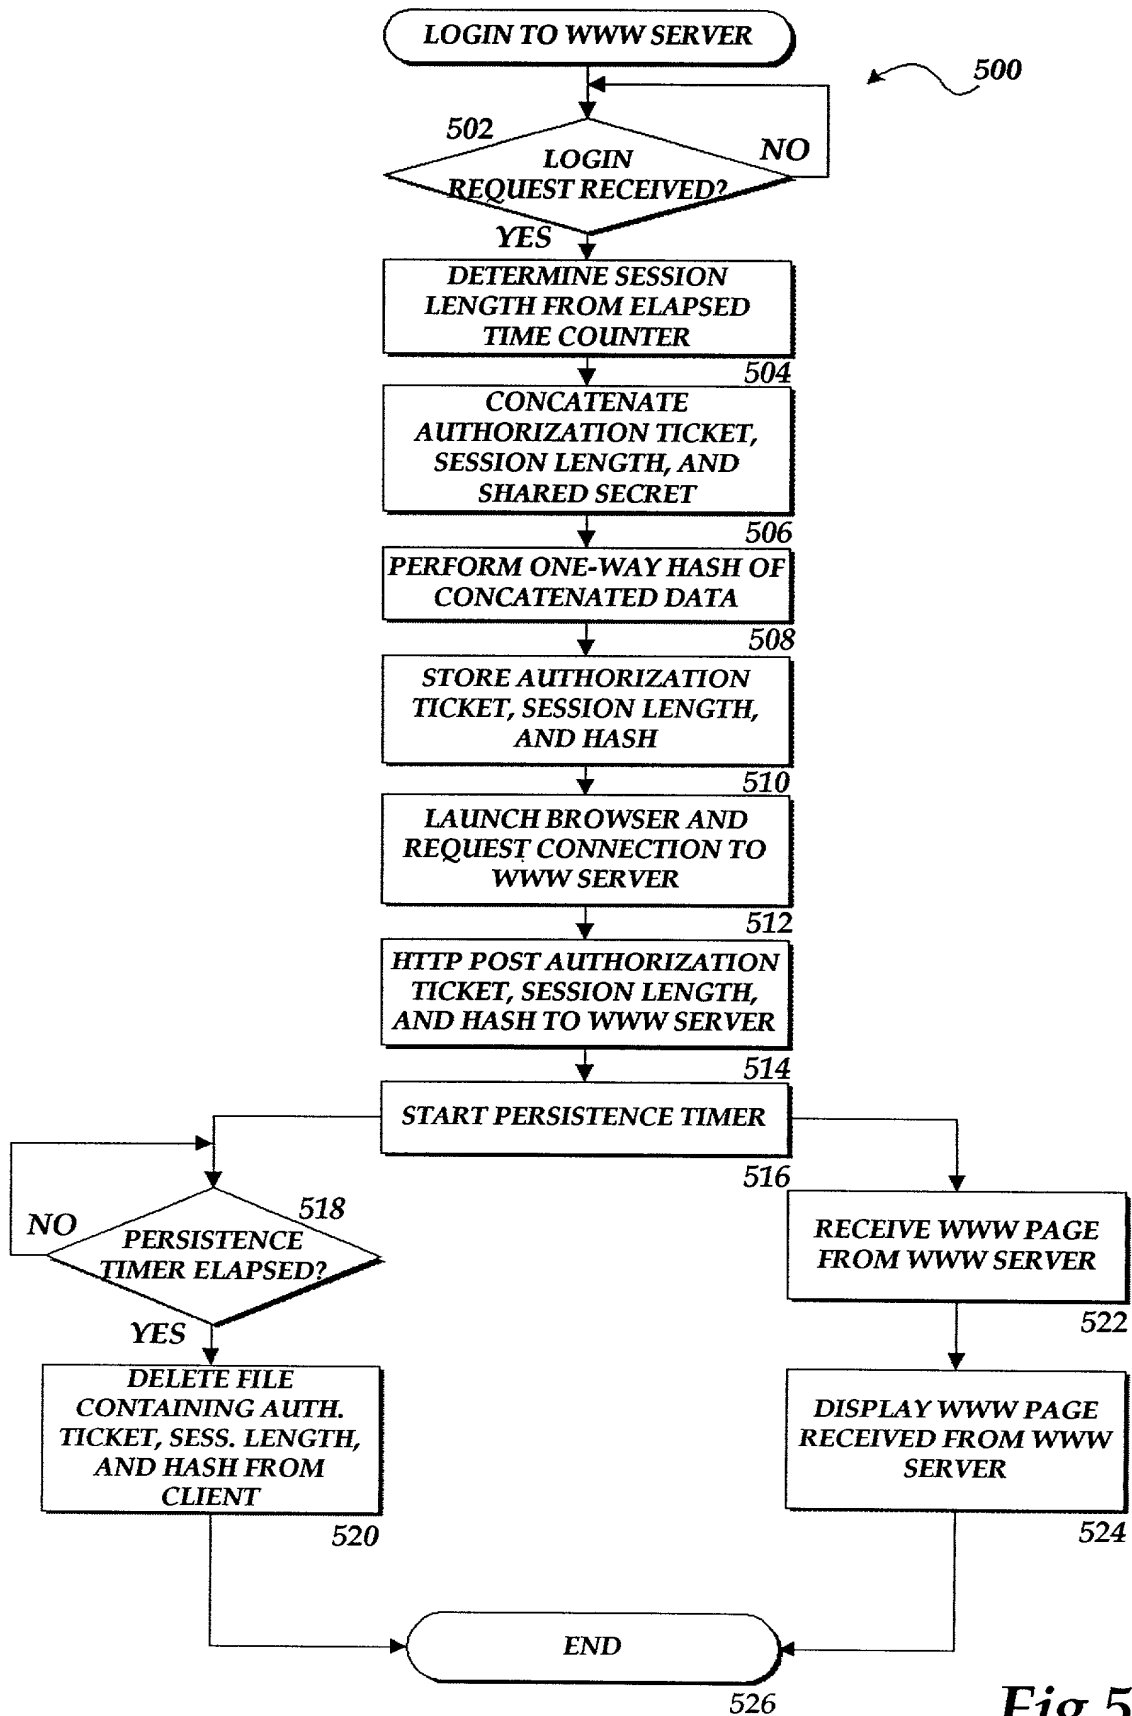 LOGIN TO WWW SERVER
500
502
NO
LOGIN
REQUEST RECEIVED?
YES
DETERMINE SESSION
LENGTH FROM ELAPSED
TIME COUNTER
504
CONCATENATE
AUTHORIZATION TICKET,
SESSION LENGTH, AND
SHARED SECRET
506
PERFORM ONE-WAY HASH OF
CONCATENATED DATA
508
STORE AUTHORIZATION
TICKET, SESSION LENGTH,
AND HASH
510
LAUNCH BROWSER AND
REQUEST CONNECTION TO
WWW SERVER
512
HTTP POST AUTHORIZATION
TICKET, SESSION LENGTH,
AND HASH TO WWW SERVER
514
START PERSISTENCE TIMER
516
518
NO
PERSISTENCE
TIMER ELAPSED?
YES
DELETE FILE
CONTAINING AUTH.
TICKET, SESS. LENGTH,
AND HASH FROM
CLIENT
520
RECEIVE WWW PAGE
FROM WWW SERVER
522
DISPLAY WWW PAGE
RECEIVED FROM WWW
SERVER
524
END
526
Fig 5